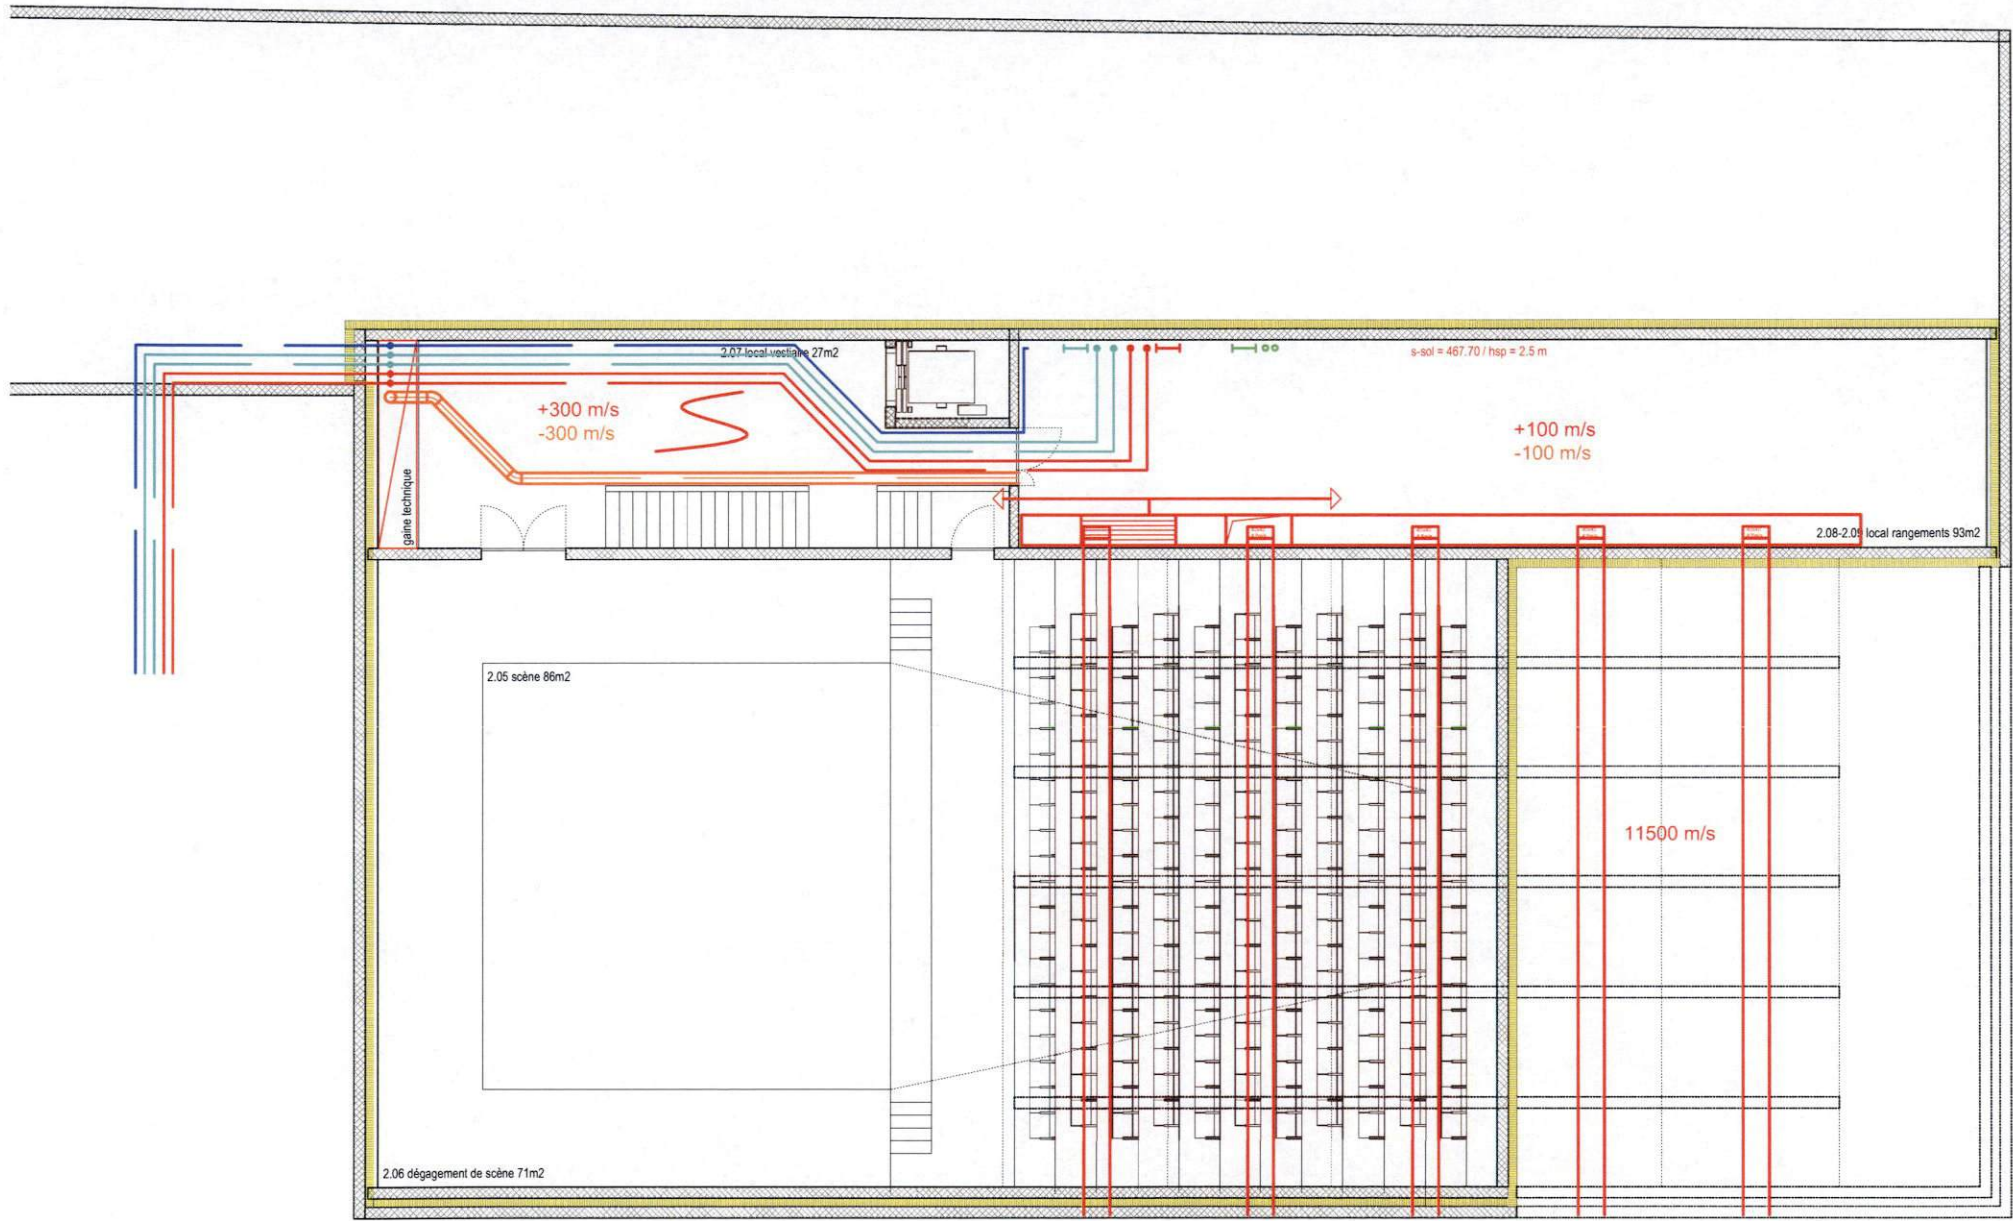 2.07 local vestiaire 27m2
s-sol = 467.70 / hsp = 2.5 m
+300 m/s
-300 m/s
+100 m/s
-100 m/s
gaine technique
2.08-2.09 local rangements 93m2
2.05 scène 86m2
11500 m/s
2.06 dégagement de scène 71m2